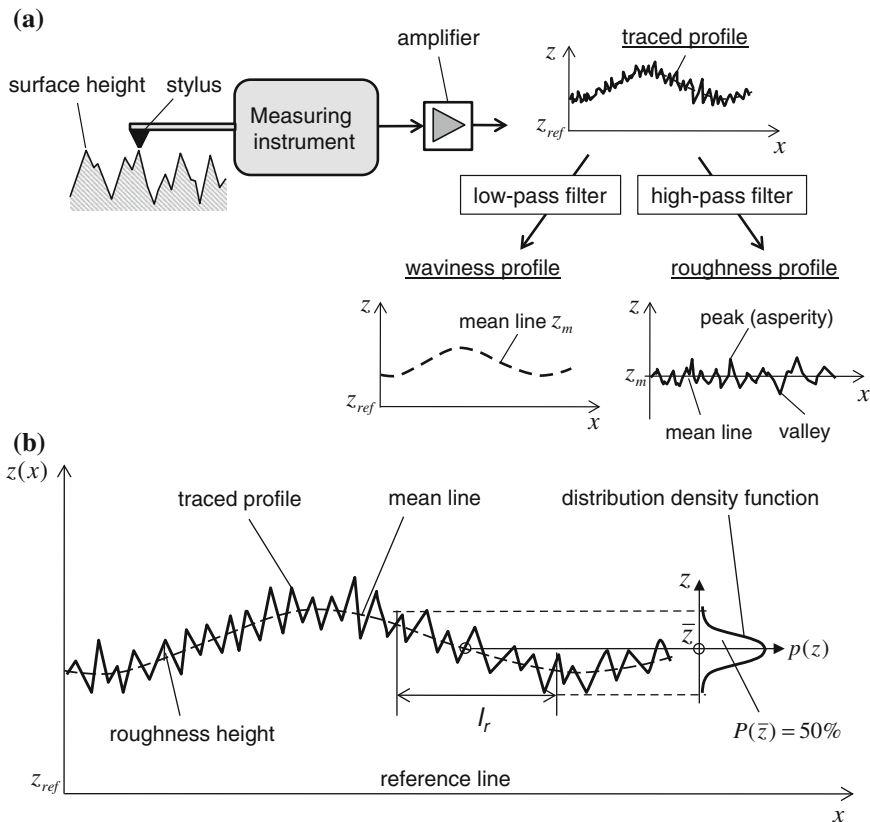 (a)
surface height
stylus
Measuring
instrument
amplifier
traced profile
z
z_ref
x
low-pass filter
high-pass filter
waviness profile
z
mean line z_m
z_ref
x
roughness profile
z
peak (asperity)
z_m
x
mean line
valley
(b)
z(x)
traced profile
mean line
distribution density function
z
z̅
p(z)
l_r
roughness height
P(z̅) = 50%
z_ref
reference line
x